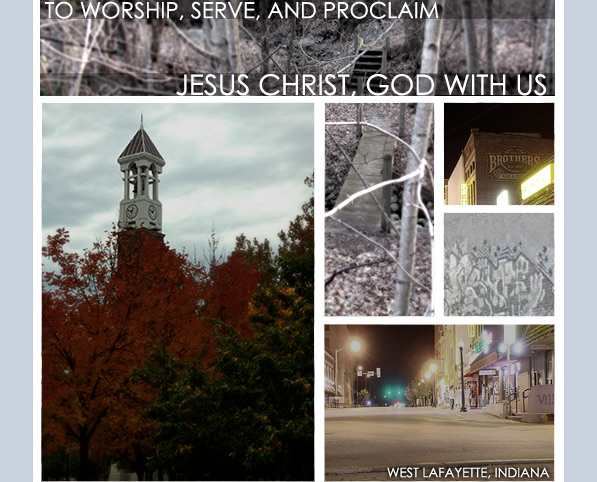 TO WORSHIP, SERVE, AND PROCLAIM
JESUS CHRIST, GOD WITH US
BROTHERS
WEST LAFAYETTE, INDIANA